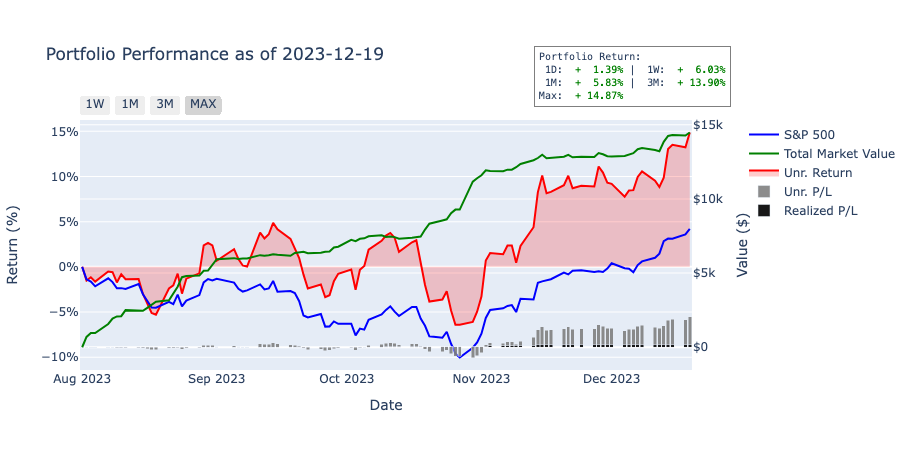 Portfolio Performance as of 2023-12-19
Portfolio Return:
1D: + 1.39% | 1W: + 6.03%
1M: + 5.83% | 3M: + 13.90%
Max: + 14.87%
1W 1M 3M MAX
15%
10%
5%
0%
−5%
−10%
Return (%)
$15k
$10k
$5k
$0
Value ($)
S&P 500
Total Market Value
Unr. Return
Unr. P/L
Realized P/L
Aug 2023 Sep 2023 Oct 2023 Nov 2023 Dec 2023
Date